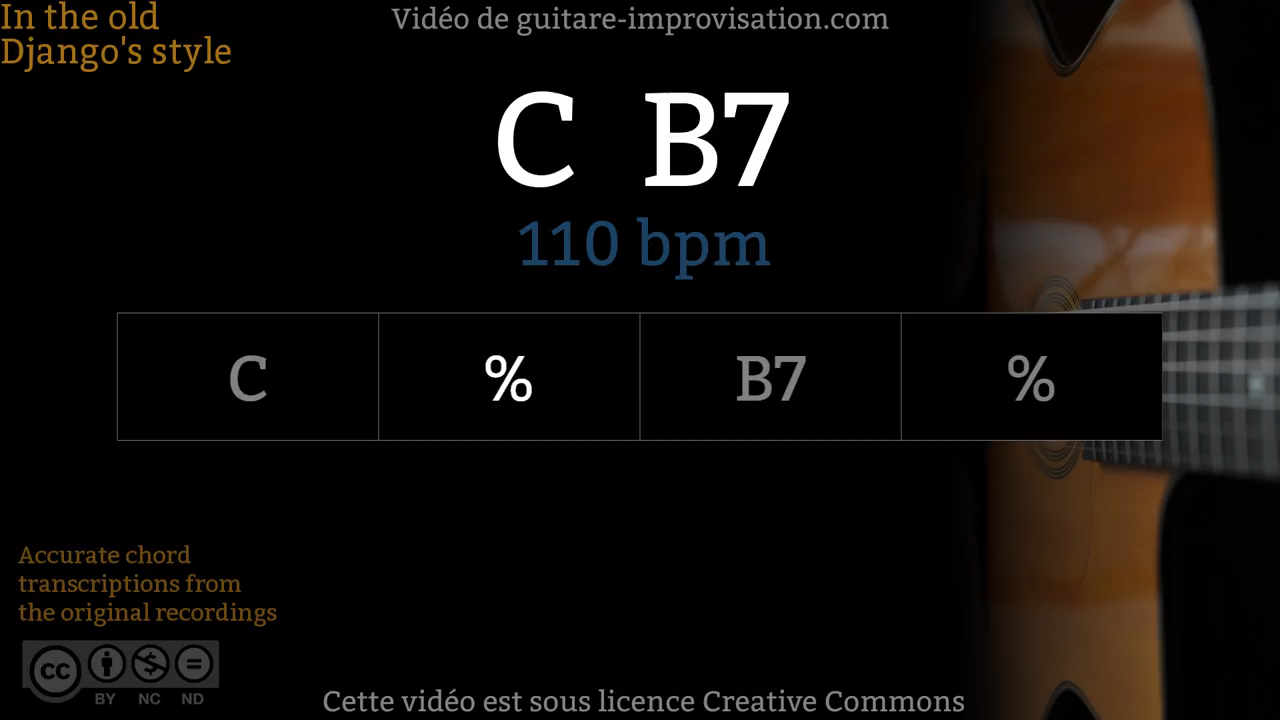 In the old
Django's style
Vidéo de guitare-improvisation.com
C B7
110 bpm
C % B7 %
Accurate chord
transcriptions from
the original recordings
cc
BY NC ND
Cette vidéo est sous licence Creative Commons